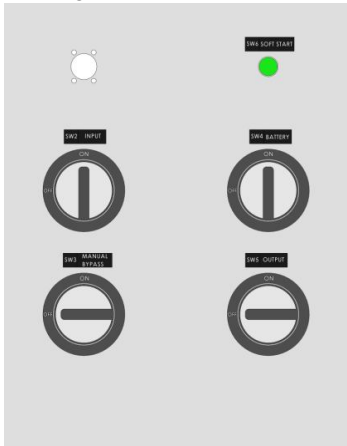 SW6 SOFT START
SW2 INPUT
ON
OFF
SW4 BATTERY
ON
OFF
SW3 MANUAL BYPASS
ON
OFF
SW5 OUTPUT
ON
OFF